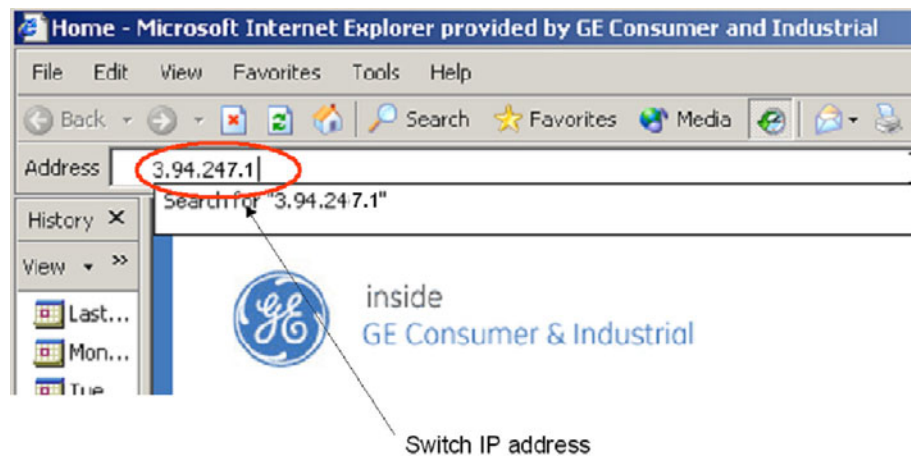 Home - Microsoft Internet Explorer provided by GE Consumer and Industrial
File Edit View Favorites Tools Help
Back Search Favorites Media
Address 3.94.247.1
Search for "3.94.247.1"
History
View »
Last...
Mon...
Tue
GE
inside
GE Consumer & Industrial
Switch IP address